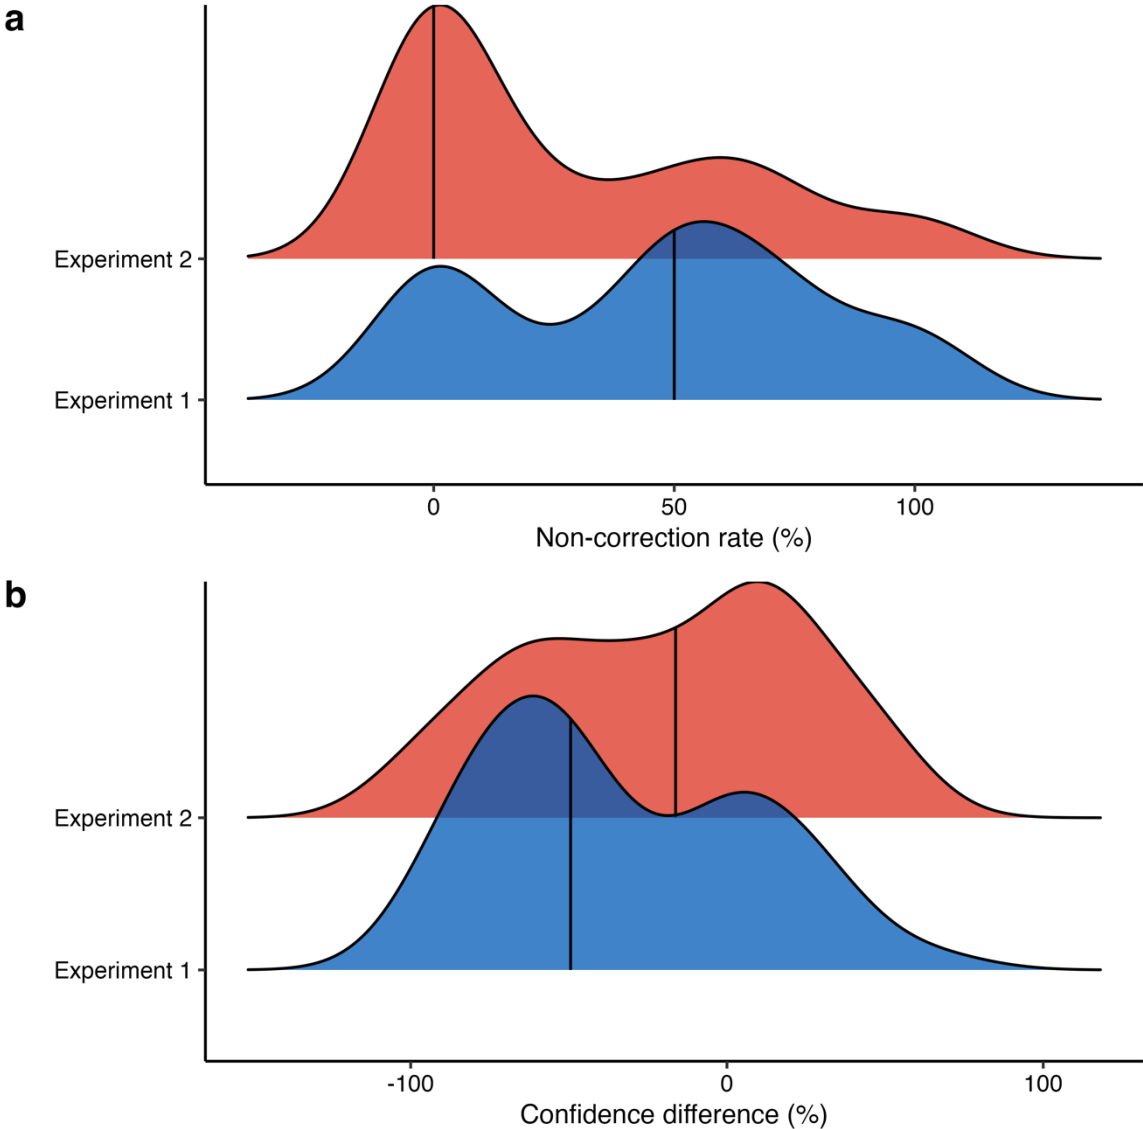 a
Experiment 2
Experiment 1
0 50 100
Non-correction rate (%)
b
Experiment 2
Experiment 1
-100 0 100
Confidence difference (%)